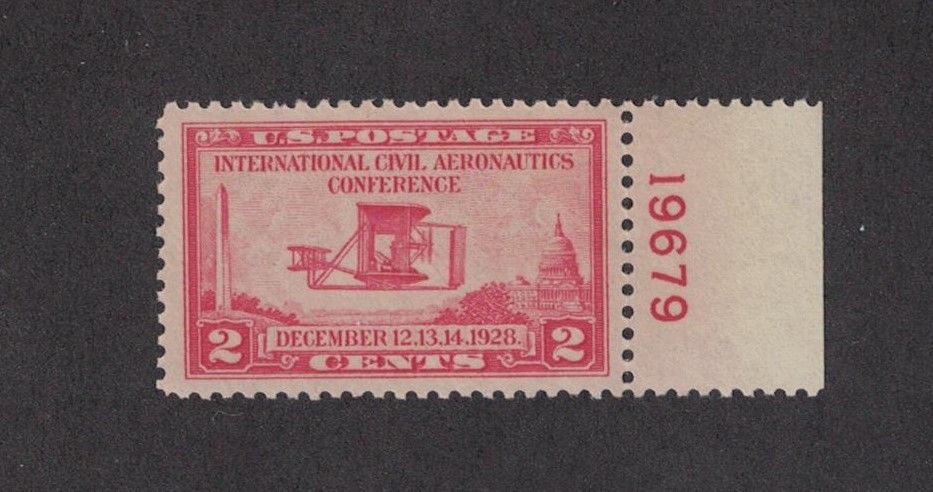 U.S. POSTAGE
INTERNATIONAL CIVIL AERONAUTICS
CONFERENCE
2 DECEMBER 12.13.14.1928. 2
CENTS
19679